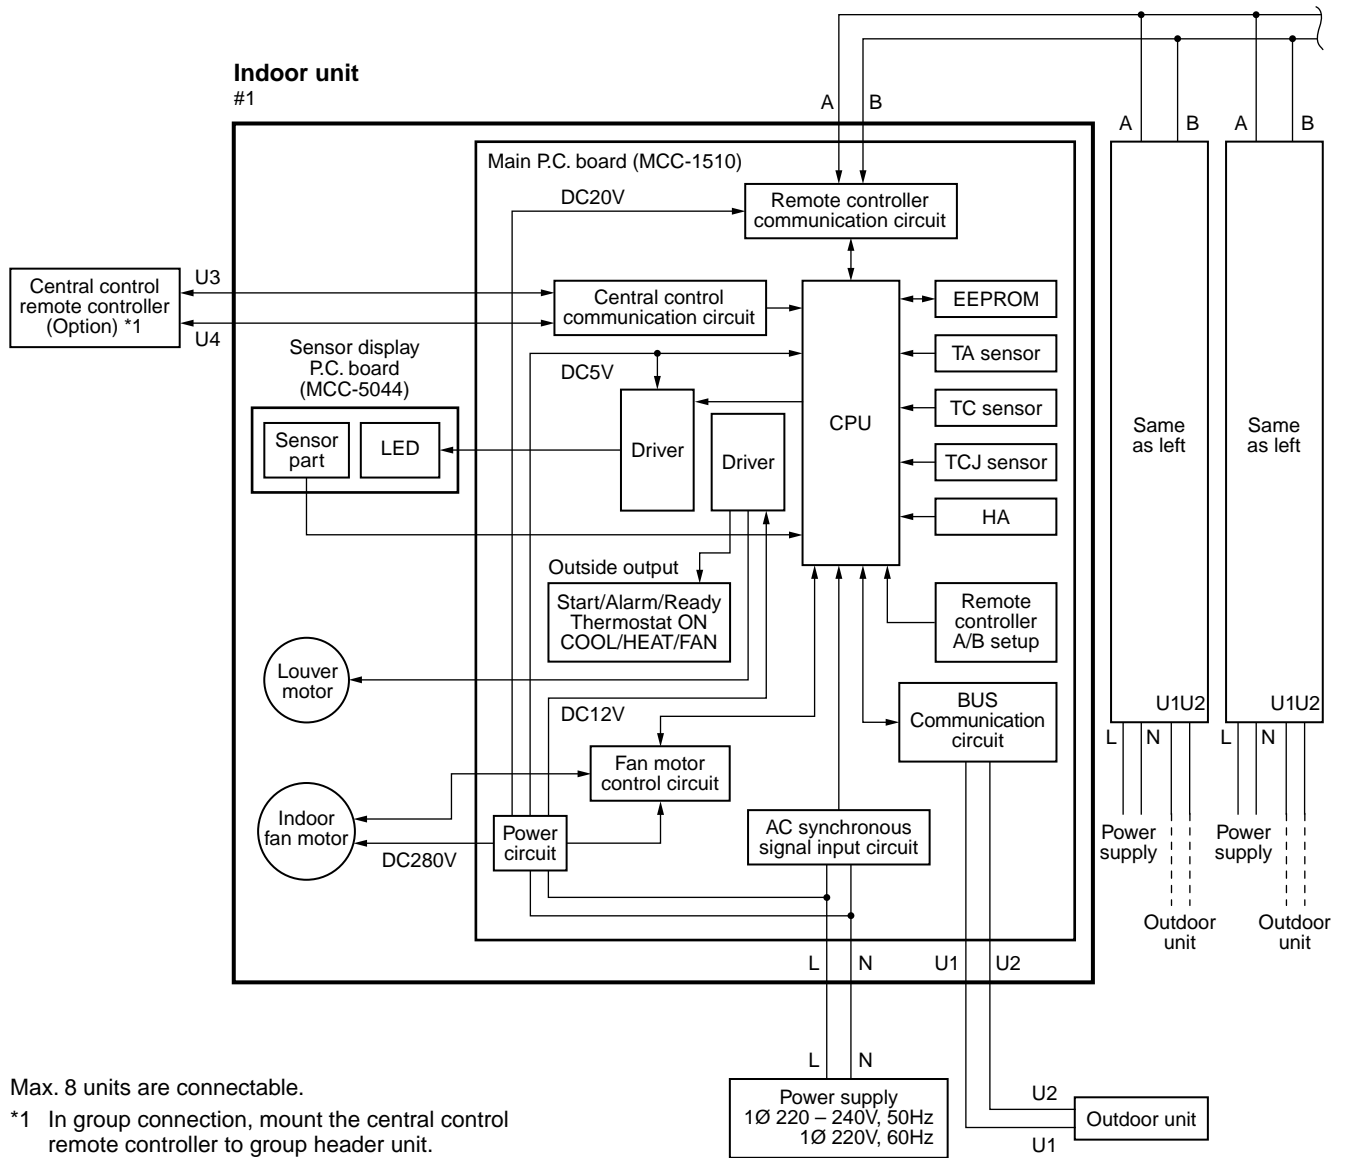 Indoor unit
#1
A
B
A
B
A
B
Main P.C. board (MCC-1510)
DC20V
Remote controller
communication circuit
U3
Central control
remote controller
(Option) *1
U4
Central control
communication circuit
EEPROM
Sensor display
P.C. board
(MCC-5044)
DC5V
TA sensor
CPU
TC sensor
Sensor
part
LED
Driver
Driver
TCJ sensor
HA
Same
as left
Same
as left
Outside output
Start/Alarm/Ready
Thermostat ON
COOL/HEAT/FAN
Remote
controller
A/B setup
Louver
motor
DC12V
BUS
Communication
circuit
U1U2
U1U2
L
N
L
N
Fan motor
control circuit
Indoor
fan motor
DC280V
Power
circuit
AC synchronous
signal input circuit
Power
supply
Power
supply
Outdoor
unit
Outdoor
unit
L
N
U1
U2
L
N
Power supply
1Ø 220 – 240V, 50Hz
1Ø 220V, 60Hz
U2
Outdoor unit
U1
Max. 8 units are connectable.
*1 In group connection, mount the central control
remote controller to group header unit.